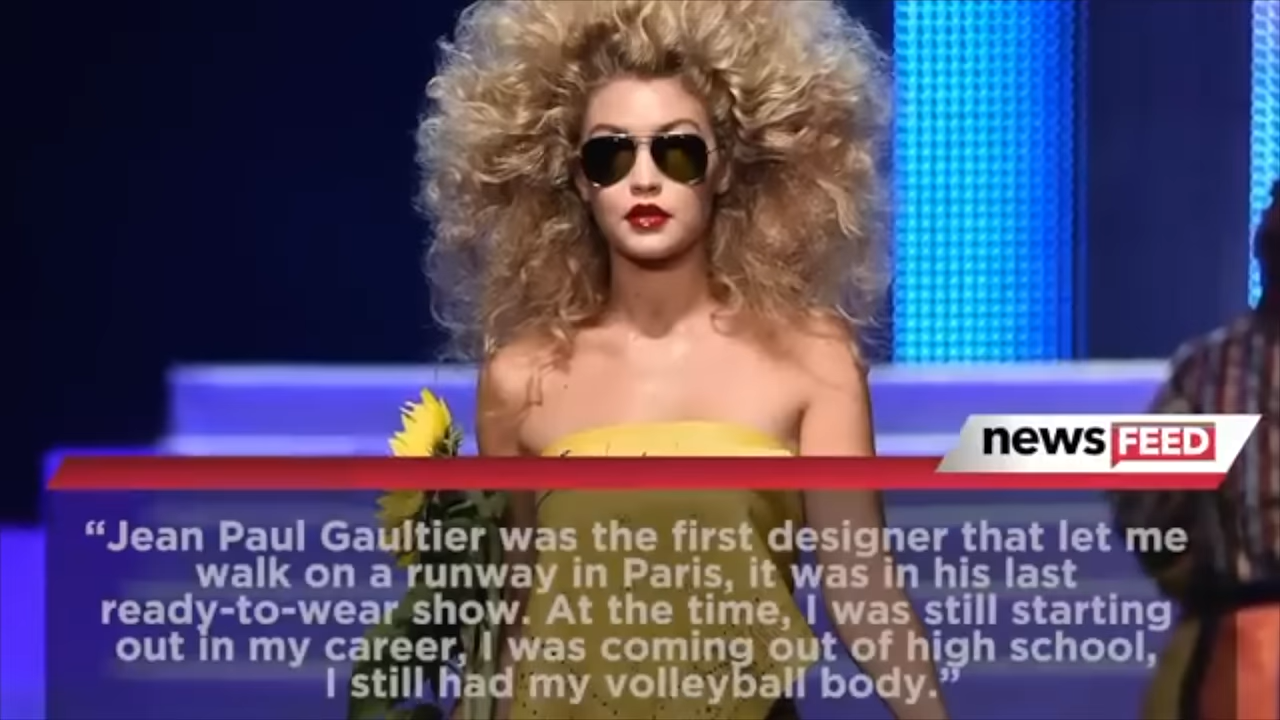 news FEED
“Jean Paul Gaultier was the first designer that let me
walk on a runway in Paris, it was in his last
ready-to-wear show. At the time, I was still starting
out in my career, I was coming out of high school,
I still had my volleyball body.”